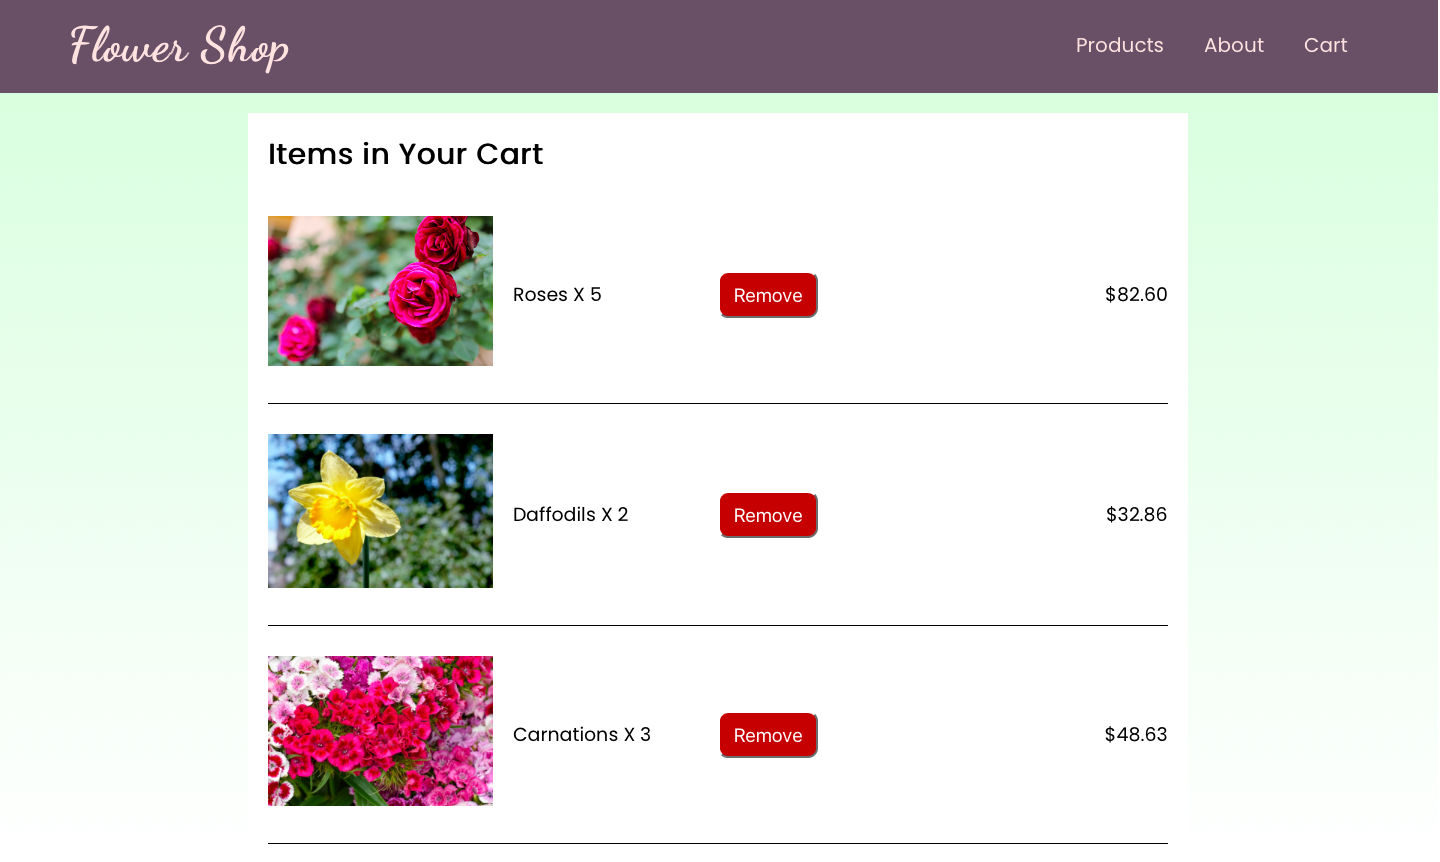 Flower Shop
Products About Cart
Items in Your Cart
Roses X 5 Remove $82.60
Daffodils X 2 Remove $32.86
Carnations X 3 Remove $48.63